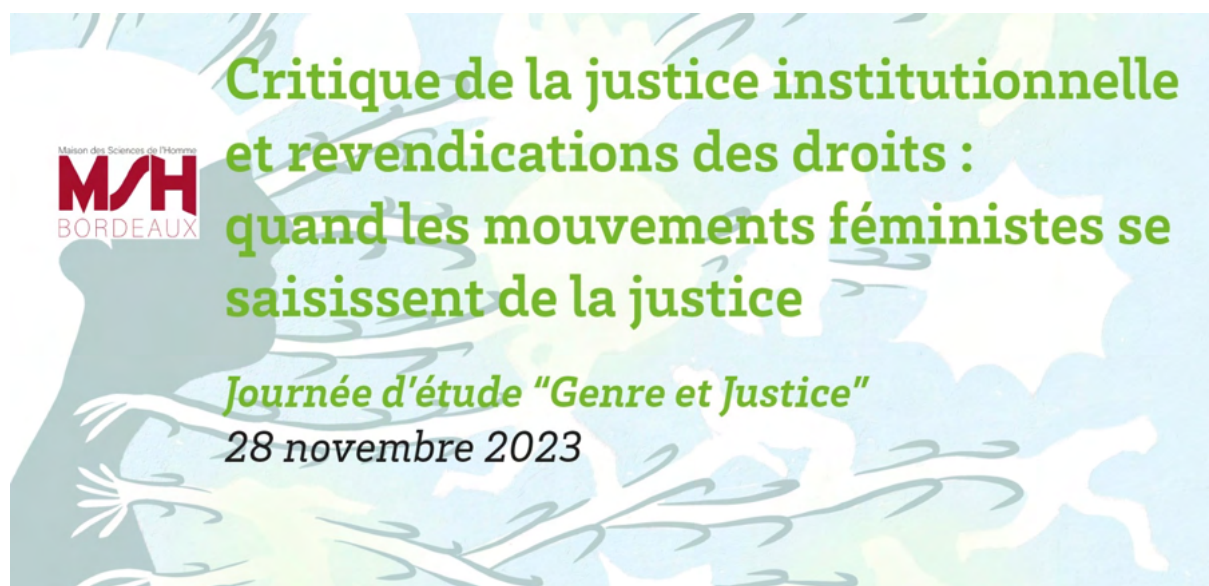 Critique de la justice institutionnelle
et revendications des droits :
quand les mouvements féministes se
saisissent de la justice
Maison des Sciences de l'Homme
MSH
BORDEAUX
Journée d'étude “Genre et Justice”
28 novembre 2023